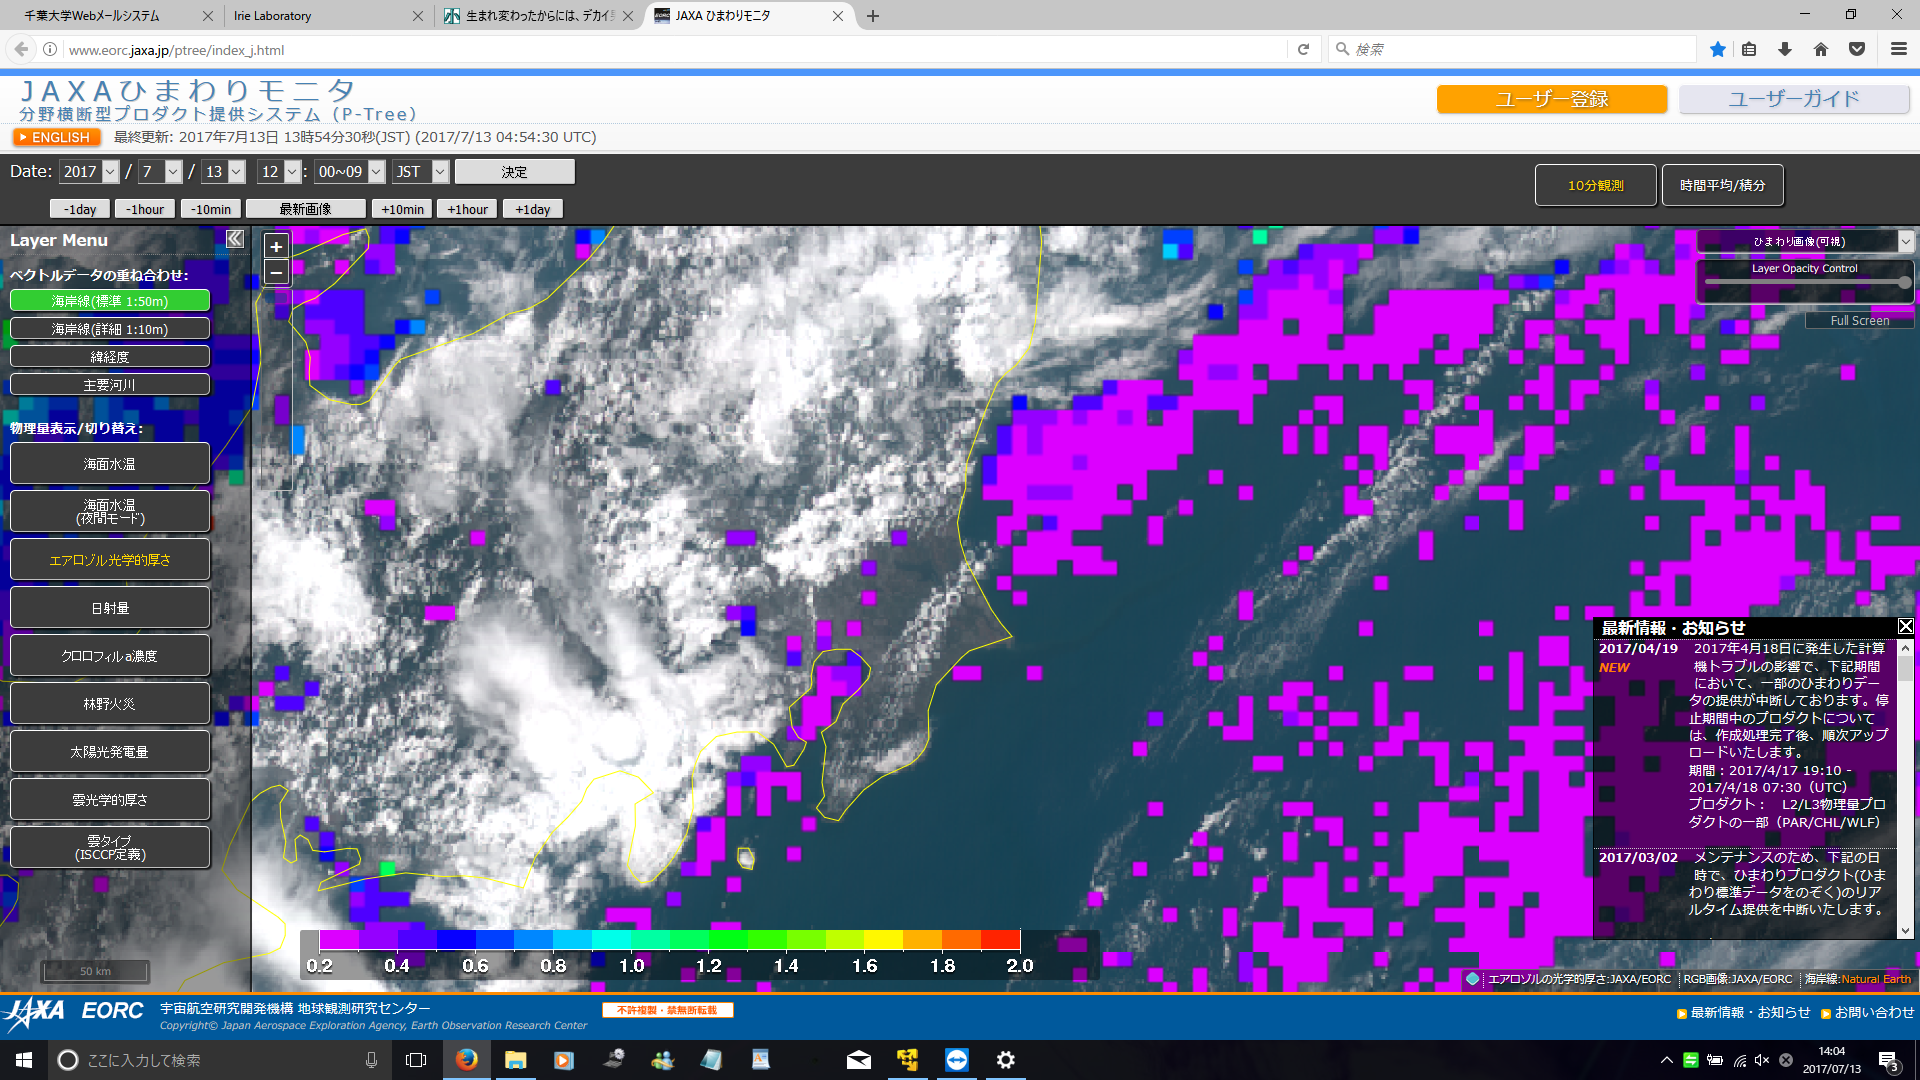 千葉大学Webメールシステム
Irie Laboratory
生まれ変わったからには、デカイ
JAXA ひまわりモニタ
www.eorc.jaxa.jp/ptree/index_j.html
検索
JAXAひまわりモニタ
分野横断型プロダクト提供システム（P-Tree）
ユーザー登録
ユーザーガイド
ENGLISH
最終更新: 2017年7月13日 13時54分30秒(JST) (2017/7/13 04:54:30 UTC)
Date: 2017 / 7 / 13 12 : 00~09 JST 決定
10分観測
時間平均/積分
-1day -1hour -10min 最新画像 +10min +1hour +1day
Layer Menu
+
−
ひまわり画像(可視)
Layer Opacity Control
Full Screen
ベクトルデータの重ね合わせ:
海岸線(標準 1:50m)
海岸線(詳細 1:10m)
緯経度
主要河川
物理量表示/切り替え:
海面水温
海面水温
(夜間モード)
エアロゾル光学的厚さ
日射量
クロロフィルa濃度
林野火災
太陽光発電量
雲光学的厚さ
雲タイプ
(ISCCP定義)
50 km
最新情報・お知らせ
2017/04/19 2017年4月18日に発生した計算
NEW 機トラブルの影響で、下記期間
において、一部のひまわりデー
タの提供が中断しております。停
止期間中のプロダクトについて
は、作成処理完了後、順次アップ
ロードいたします。
期間：2017/4/17 19:10 -
2017/4/18 07:30（UTC）
プロダクト： L2/L3物理量プロ
ダクトの一部（PAR/CHL/WLF）
2017/03/02 メンテナンスのため、下記の日
時で、ひまわりプロダクト(ひま
わり標準データをのぞく)のリア
ルタイム提供を中断いたします。
0.2 0.4 0.6 0.8 1.0 1.2 1.4 1.6 1.8 2.0
エアロゾルの光学的厚さ:JAXA/EORC RGB画像:JAXA/EORC 海岸線:Natural Earth
JAXA EORC
宇宙航空研究開発機構 地球観測研究センター
Copyright© Japan Aerospace Exploration Agency, Earth Observation Research Center
不許複製・禁無断転載
最新情報・お知らせ
お問い合わせ
ここに入力して検索
14:04
2017/07/13
3